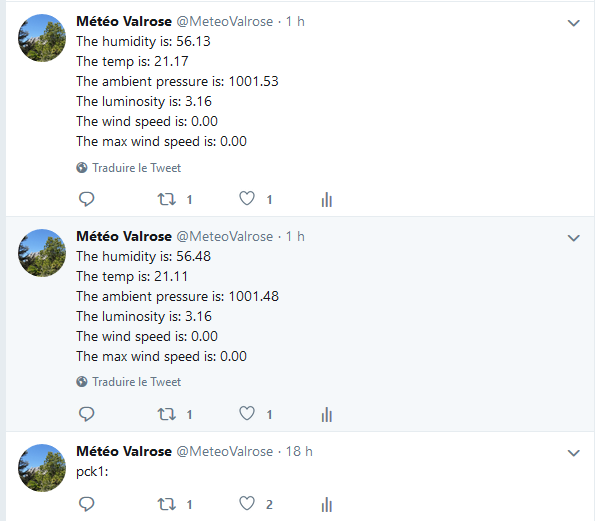 Météo Valrose @MeteoValrose · 1 h
The humidity is: 56.13
The temp is: 21.17
The ambient pressure is: 1001.53
The luminosity is: 3.16
The wind speed is: 0.00
The max wind speed is: 0.00
Traduire le Tweet
1 1
Météo Valrose @MeteoValrose · 1 h
The humidity is: 56.48
The temp is: 21.11
The ambient pressure is: 1001.48
The luminosity is: 3.16
The wind speed is: 0.00
The max wind speed is: 0.00
Traduire le Tweet
1 1
Météo Valrose @MeteoValrose · 18 h
pck1:
1 2